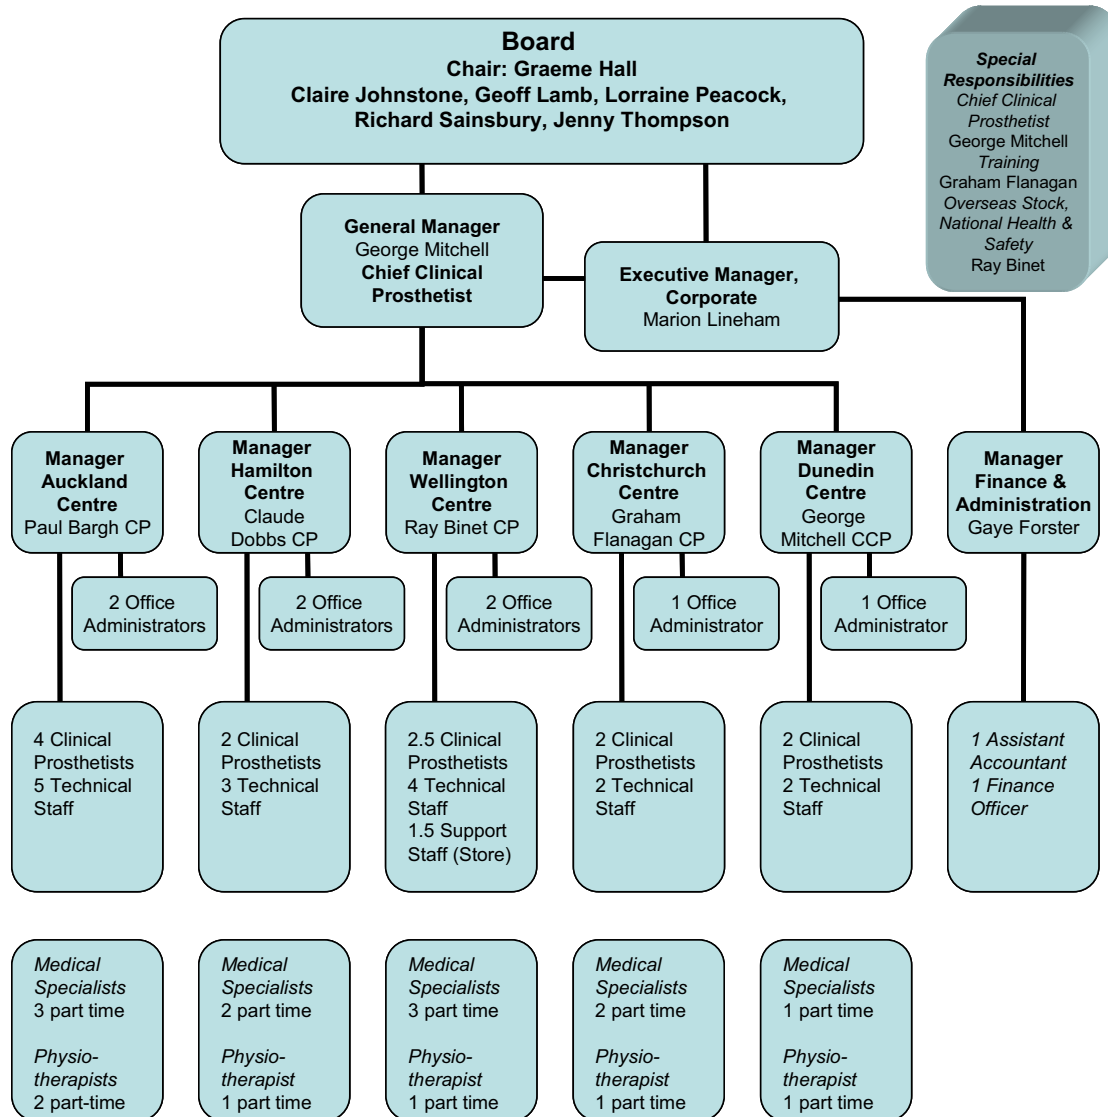 Board
Chair: Graeme Hall
Claire Johnstone, Geoff Lamb, Lorraine Peacock,
Richard Sainsbury, Jenny Thompson
Special
Responsibilities
Chief Clinical
Prosthetist
George Mitchell
Training
Graham Flanagan
Overseas Stock,
National Health &
Safety
Ray Binet
General Manager
George Mitchell
Chief Clinical
Prosthetist
Executive Manager,
Corporate
Marion Lineham
Manager
Auckland
Centre
Paul Bargh CP
Manager
Hamilton
Centre
Claude
Dobbs CP
Manager
Wellington
Centre
Ray Binet CP
Manager
Christchurch
Centre
Graham
Flanagan CP
Manager
Dunedin
Centre
George
Mitchell CCP
Manager
Finance &
Administration
Gaye Forster
2 Office
Administrators
2 Office
Administrators
2 Office
Administrators
1 Office
Administrator
1 Office
Administrator
4 Clinical
Prosthetists
5 Technical
Staff
2 Clinical
Prosthetists
3 Technical
Staff
2.5 Clinical
Prosthetists
4 Technical
Staff
1.5 Support
Staff (Store)
2 Clinical
Prosthetists
2 Technical
Staff
2 Clinical
Prosthetists
2 Technical
Staff
1 Assistant
Accountant
1 Finance
Officer
Medical
Specialists
3 part time
Physio-
therapists
2 part-time
Medical
Specialists
2 part time
Physio-
therapist
1 part time
Medical
Specialists
3 part time
Physio-
therapist
1 part time
Medical
Specialists
2 part time
Physio-
therapist
1 part time
Medical
Specialists
1 part time
Physio-
therapist
1 part time